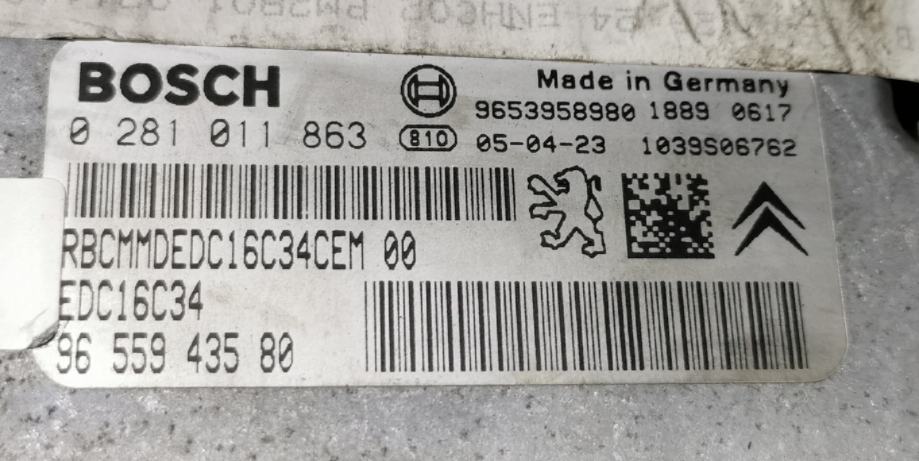 BOSCH
Made in Germany
9653958980 1889 0617
0 281 011 863
810
05-04-23 1039S06762
RBCMMDEDC16C34CEM 00
EDC16C34
96 559 435 80